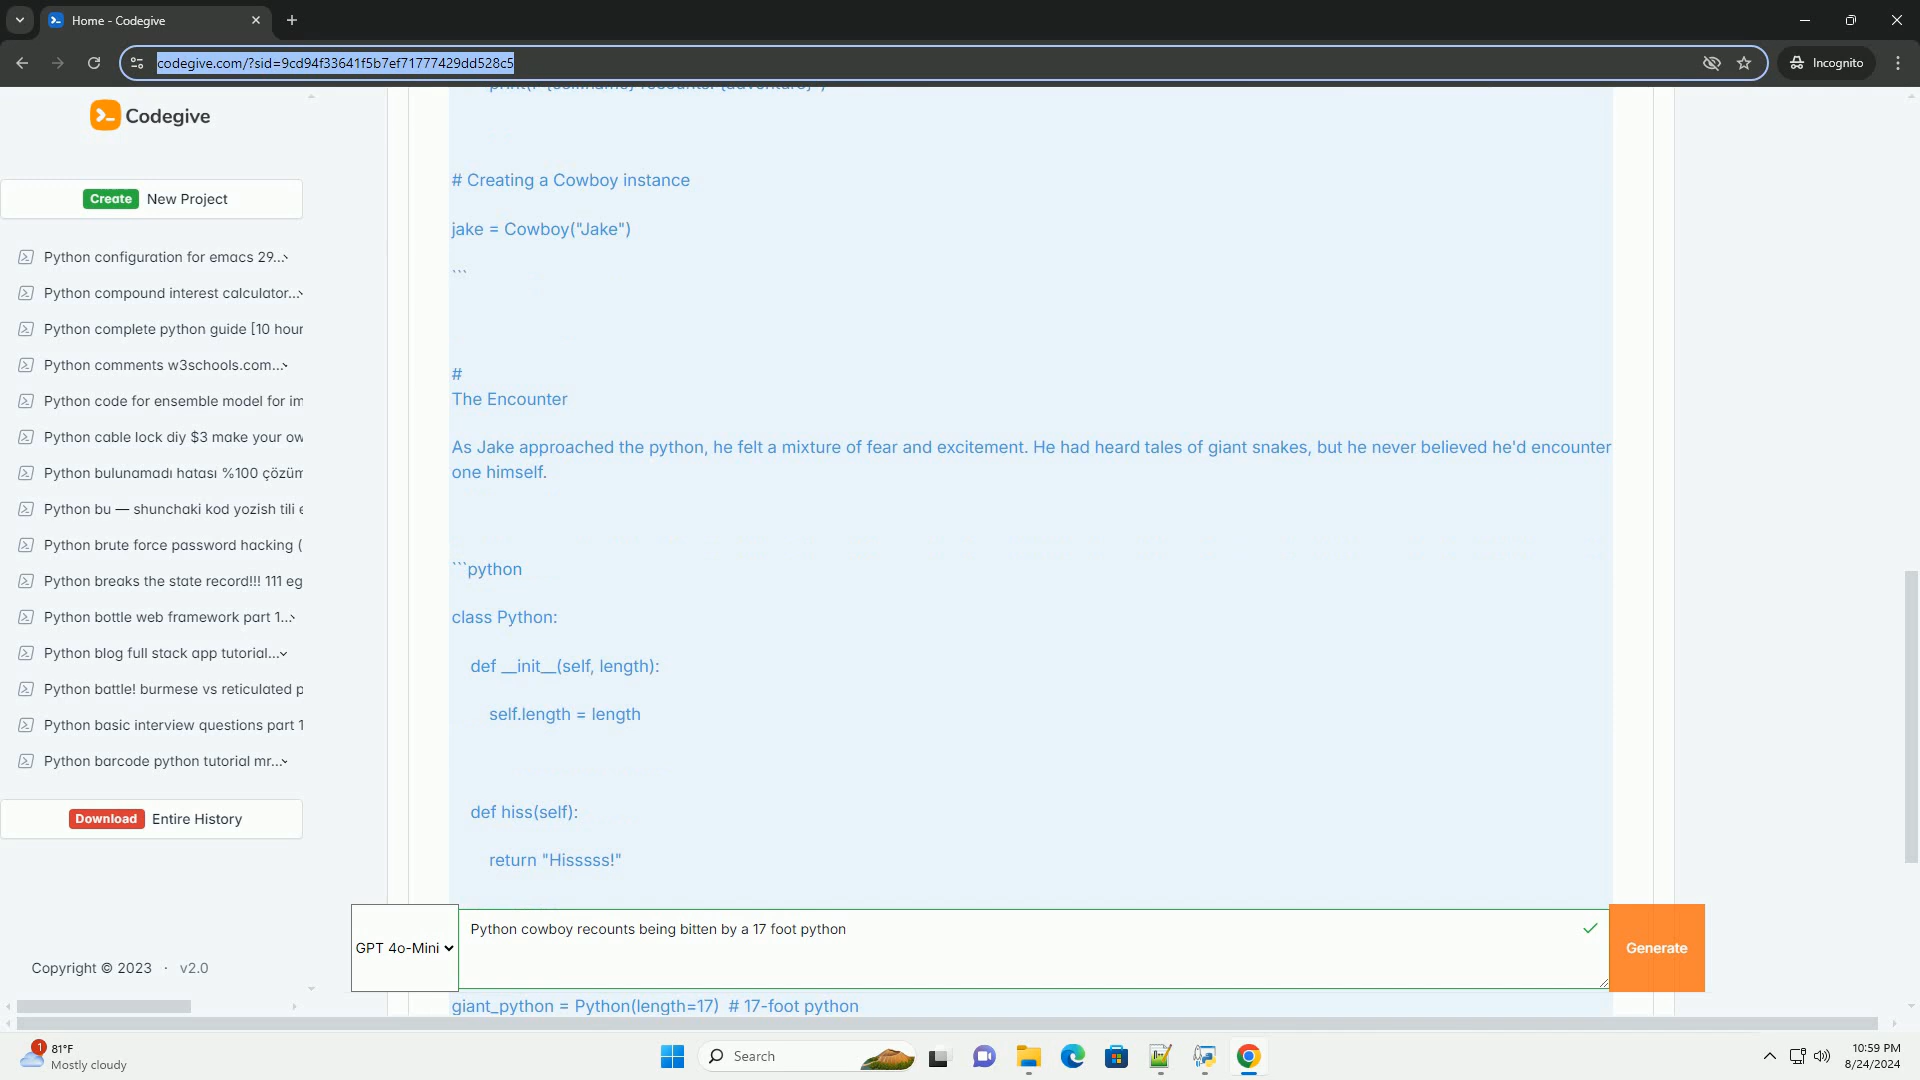 Home - Codegive
codegive.com/?sid=9cd94f33641f5b7ef71777429dd528c5
Incognito
Codegive
Create New Project
Python configuration for emacs 29...
Python compound interest calculator...
Python complete python guide [10 hour
Python comments w3schools.com...
Python code for ensemble model for im
Python cable lock diy $3 make your ow
Python bulunamadı hatası %100 çözüm
Python bu — shunchaki kod yozish tili e
Python brute force password hacking (
Python breaks the state record!!! 111 eg
Python bottle web framework part 1...
Python blog full stack app tutorial...
Python battle! burmese vs reticulated p
Python basic interview questions part 1
Python barcode python tutorial mr...
Download Entire History
Copyright © 2023 · v2.0
# Creating a Cowboy instance
jake = Cowboy("Jake")
```
#
The Encounter
As Jake approached the python, he felt a mixture of fear and excitement. He had heard tales of giant snakes, but he never believed he'd encounter
one himself.
```python
class Python:
def __init__(self, length):
self.length = length
def hiss(self):
return "Hisssss!"
GPT 4o-Mini
Python cowboy recounts being bitten by a 17 foot python
Generate
giant_python = Python(length=17) # 17-foot python
1
81°F
Mostly cloudy
Search
10:59 PM
8/24/2024